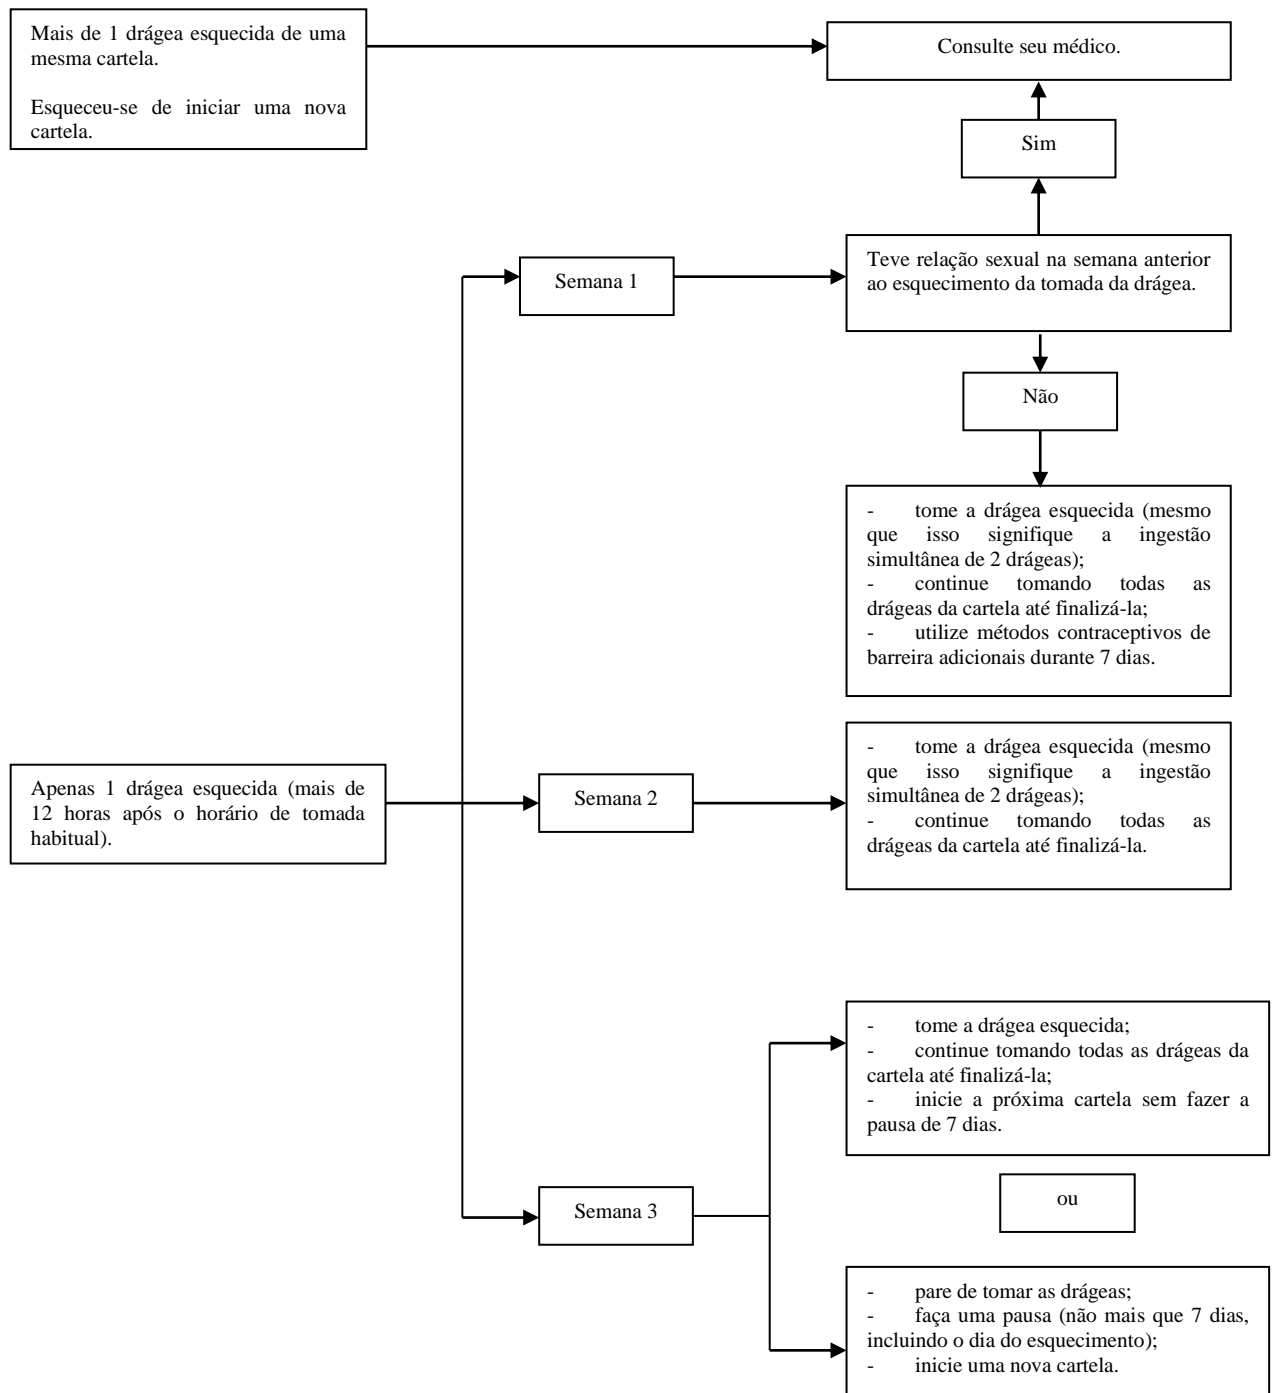 Mais de 1 drágea esquecida de uma
mesma cartela.
Esqueceu-se de iniciar uma nova
cartela.
Consulte seu médico.
Sim
Teve relação sexual na semana anterior
ao esquecimento da tomada da drágea.
Semana 1
Não
- tome a drágea esquecida (mesmo
que isso signifique a ingestão
simultânea de 2 drágeas);
- continue tomando todas as
drágeas da cartela até finalizá-la;
- utilize métodos contraceptivos de
barreira adicionais durante 7 dias.
Apenas 1 drágea esquecida (mais de
12 horas após o horário de tomada
habitual).
Semana 2
- tome a drágea esquecida (mesmo
que isso signifique a ingestão
simultânea de 2 drágeas);
- continue tomando todas as
drágeas da cartela até finalizá-la.
Semana 3
- tome a drágea esquecida;
- continue tomando todas as drágeas da
cartela até finalizá-la;
- inicie a próxima cartela sem fazer a
pausa de 7 dias.
ou
- pare de tomar as drágeas;
- faça uma pausa (não mais que 7 dias,
incluindo o dia do esquecimento);
- inicie uma nova cartela.